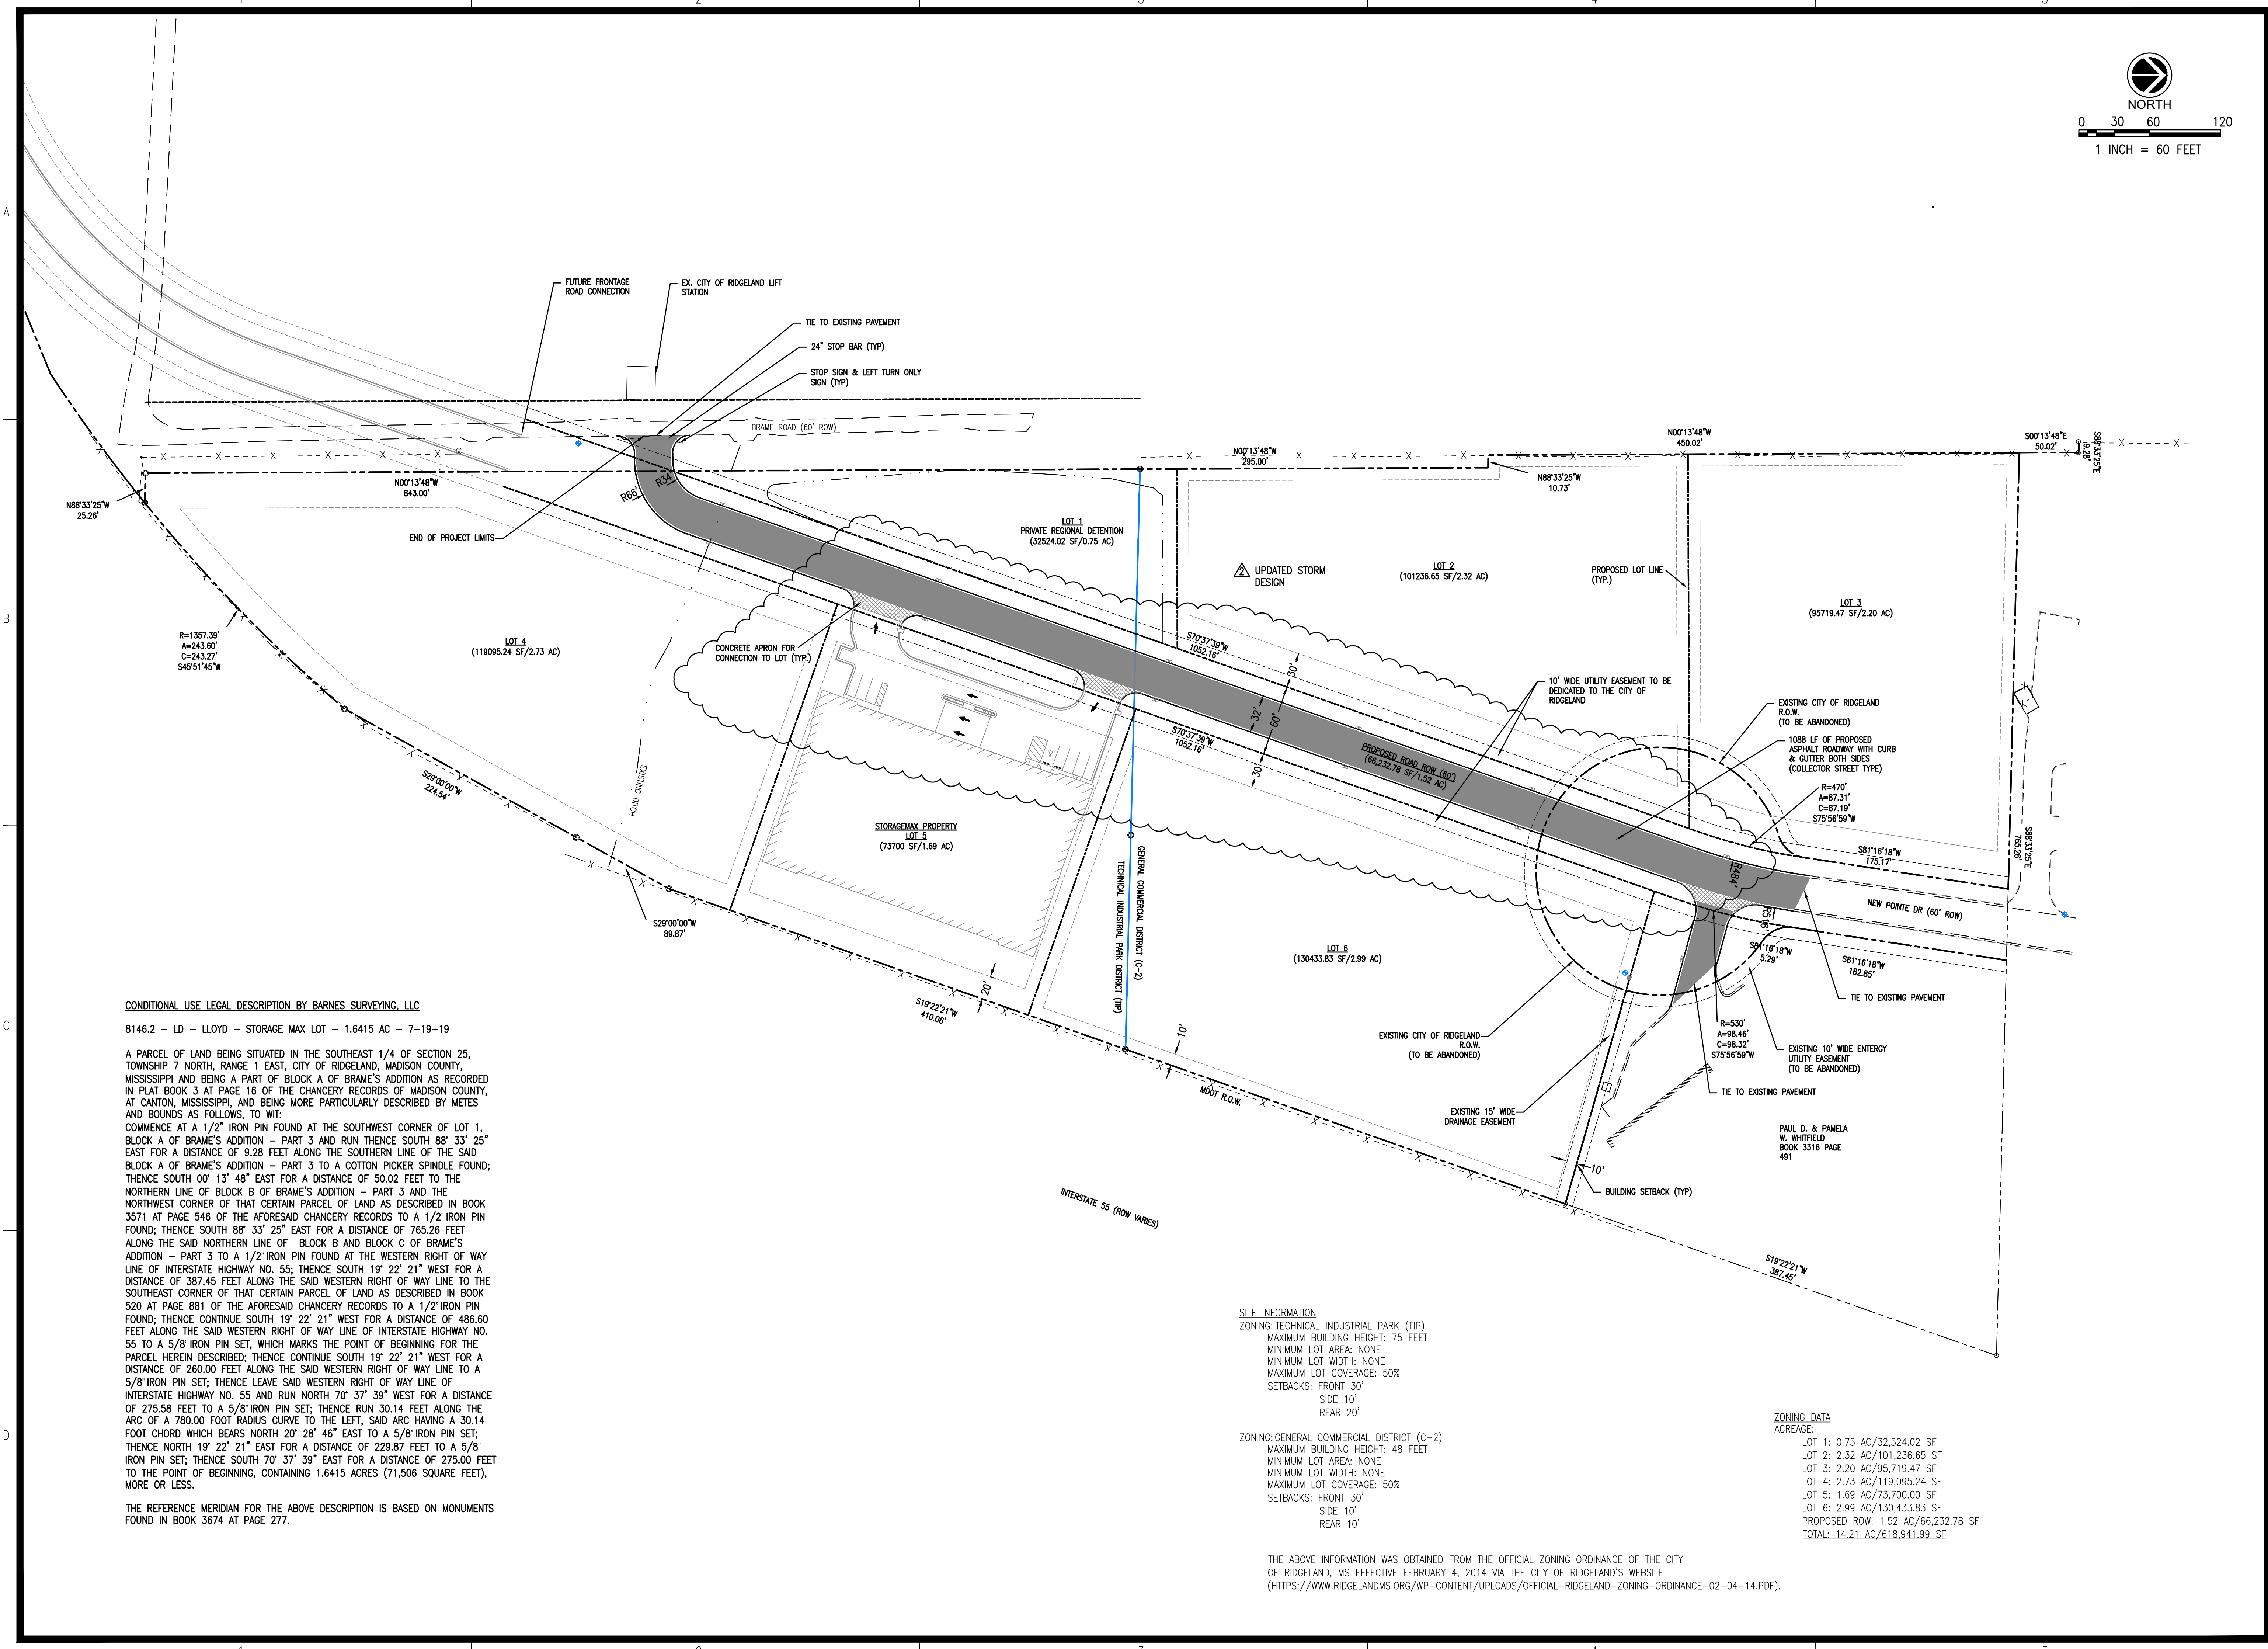 1
2
3
4
5
A
B
C
D
NORTH
0 30 60 120
1 INCH = 60 FEET
FUTURE FRONTAGE
ROAD CONNECTION
EX. CITY OF RIDGELAND LIFT
STATION
TIE TO EXISTING PAVEMENT
24" STOP BAR (TYP)
STOP SIGN & LEFT TURN ONLY
SIGN (TYP)
BRAME ROAD (60' ROW)
N00°13'48"W
295.00'
N00°13'48"W
450.02'
S00°13'48"E
50.02'
S88°33'25"E
9.28'
N88°33'25"W
10.73'
N00°13'48"W
843.00'
N88°33'25"W
25.26'
R66'
R34'
END OF PROJECT LIMITS
LOT 1
PRIVATE REGIONAL DETENTION
(32524.02 SF/0.75 AC)
2
UPDATED STORM
DESIGN
LOT 2
(101236.65 SF/2.32 AC)
PROPOSED LOT LINE
(TYP.)
LOT 3
(95719.47 SF/2.20 AC)
R=1357.39'
A=243.60'
C=243.27'
S45°51'45"W
LOT 4
(119095.24 SF/2.73 AC)
CONCRETE APRON FOR
CONNECTION TO LOT (TYP.)
S70°37'39"W
1052.16'
30'
32'
60'
30'
S70°37'39"W
1052.16'
10' WIDE UTILITY EASEMENT TO BE
DEDICATED TO THE CITY OF
RIDGELAND
EXISTING CITY OF RIDGELAND
R.O.W.
(TO BE ABANDONED)
1088 LF OF PROPOSED
ASPHALT ROADWAY WITH CURB
& GUTTER BOTH SIDES
(COLLECTOR STREET TYPE)
PROPOSED ROAD ROW (60')
(66,232.78 SF/1.52 AC)
R=470'
A=87.31'
C=87.19'
S75°56'59"W
S81°16'18"W
175.17'
S88°33'25"E
765.26'
R484'
R516'
NEW POINTE DR (60' ROW)
S81°16'18"W
5.29'
S81°16'18"W
182.85'
TIE TO EXISTING PAVEMENT
S29°00'00"W
224.54'
EXISTING DITCH
STORAGEMAX PROPERTY
LOT 5
(73700 SF/1.69 AC)
GENERAL COMMERCIAL DISTRICT (C-2)
TECHNICAL INDUSTRIAL PARK DISTRICT (TIP)
S29°00'00"W
89.87'
LOT 6
(130433.83 SF/2.99 AC)
20'
S19°22'21"W
410.06'
10'
MDOT R.O.W.
EXISTING CITY OF RIDGELAND
R.O.W.
(TO BE ABANDONED)
R=530'
A=98.46'
C=98.32'
S75°56'59"W
EXISTING 10' WIDE ENTERGY
UTILITY EASEMENT
(TO BE ABANDONED)
TIE TO EXISTING PAVEMENT
EXISTING 15' WIDE
DRAINAGE EASEMENT
PAUL D. & PAMELA
W. WHITFIELD
BOOK 3316 PAGE
491
10'
BUILDING SETBACK (TYP)
INTERSTATE 55 (ROW VARIES)
S19°22'21"W
387.45'
CONDITIONAL USE LEGAL DESCRIPTION BY BARNES SURVEYING, LLC
8146.2 – LD – LLOYD – STORAGE MAX LOT – 1.6415 AC – 7-19-19
A PARCEL OF LAND BEING SITUATED IN THE SOUTHEAST 1/4 OF SECTION 25,
TOWNSHIP 7 NORTH, RANGE 1 EAST, CITY OF RIDGELAND, MADISON COUNTY,
MISSISSIPPI AND BEING A PART OF BLOCK A OF BRAME'S ADDITION AS RECORDED
IN PLAT BOOK 3 AT PAGE 16 OF THE CHANCERY RECORDS OF MADISON COUNTY,
AT CANTON, MISSISSIPPI, AND BEING MORE PARTICULARLY DESCRIBED BY METES
AND BOUNDS AS FOLLOWS, TO WIT:
COMMENCE AT A 1/2" IRON PIN FOUND AT THE SOUTHWEST CORNER OF LOT 1,
BLOCK A OF BRAME'S ADDITION – PART 3 AND RUN THENCE SOUTH 88° 33' 25"
EAST FOR A DISTANCE OF 9.28 FEET ALONG THE SOUTHERN LINE OF THE SAID
BLOCK A OF BRAME'S ADDITION – PART 3 TO A COTTON PICKER SPINDLE FOUND;
THENCE SOUTH 00° 13' 48" EAST FOR A DISTANCE OF 50.02 FEET TO THE
NORTHERN LINE OF BLOCK B OF BRAME'S ADDITION – PART 3 AND THE
NORTHWEST CORNER OF THAT CERTAIN PARCEL OF LAND AS DESCRIBED IN BOOK
3571 AT PAGE 546 OF THE AFORESAID CHANCERY RECORDS TO A 1/2" IRON PIN
FOUND; THENCE SOUTH 88° 33' 25" EAST FOR A DISTANCE OF 765.26 FEET
ALONG THE SAID NORTHERN LINE OF BLOCK B AND BLOCK C OF BRAME'S
ADDITION – PART 3 TO A 1/2" IRON PIN FOUND AT THE WESTERN RIGHT OF WAY
LINE OF INTERSTATE HIGHWAY NO. 55; THENCE SOUTH 19° 22' 21" WEST FOR A
DISTANCE OF 387.45 FEET ALONG THE SAID WESTERN RIGHT OF WAY LINE TO THE
SOUTHEAST CORNER OF THAT CERTAIN PARCEL OF LAND AS DESCRIBED IN BOOK
520 AT PAGE 881 OF THE AFORESAID CHANCERY RECORDS TO A 1/2" IRON PIN
FOUND; THENCE CONTINUE SOUTH 19° 22' 21" WEST FOR A DISTANCE OF 486.60
FEET ALONG THE SAID WESTERN RIGHT OF WAY LINE OF INTERSTATE HIGHWAY NO.
55 TO A 5/8" IRON PIN SET, WHICH MARKS THE POINT OF BEGINNING FOR THE
PARCEL HEREIN DESCRIBED; THENCE CONTINUE SOUTH 19° 22' 21" WEST FOR A
DISTANCE OF 260.00 FEET ALONG THE SAID WESTERN RIGHT OF WAY LINE TO A
5/8" IRON PIN SET; THENCE LEAVE SAID WESTERN RIGHT OF WAY LINE OF
INTERSTATE HIGHWAY NO. 55 AND RUN NORTH 70° 37' 39" WEST FOR A DISTANCE
OF 275.58 FEET TO A 5/8" IRON PIN SET; THENCE RUN 30.14 FEET ALONG THE
ARC OF A 780.00 FOOT RADIUS CURVE TO THE LEFT, SAID ARC HAVING A 30.14
FOOT CHORD WHICH BEARS NORTH 20° 28' 46" EAST TO A 5/8" IRON PIN SET;
THENCE NORTH 19° 22' 21" EAST FOR A DISTANCE OF 229.87 FEET TO A 5/8"
IRON PIN SET; THENCE SOUTH 70° 37' 39" EAST FOR A DISTANCE OF 275.00 FEET
TO THE POINT OF BEGINNING, CONTAINING 1.6415 ACRES (71,506 SQUARE FEET),
MORE OR LESS.
THE REFERENCE MERIDIAN FOR THE ABOVE DESCRIPTION IS BASED ON MONUMENTS
FOUND IN BOOK 3674 AT PAGE 277.
SITE INFORMATION
ZONING: TECHNICAL INDUSTRIAL PARK (TIP)
MAXIMUM BUILDING HEIGHT: 75 FEET
MINIMUM LOT AREA: NONE
MINIMUM LOT WIDTH: NONE
MAXIMUM LOT COVERAGE: 50%
SETBACKS: FRONT 30'
SIDE 10'
REAR 20'
ZONING: GENERAL COMMERCIAL DISTRICT (C-2)
MAXIMUM BUILDING HEIGHT: 48 FEET
MINIMUM LOT AREA: NONE
MINIMUM LOT WIDTH: NONE
MAXIMUM LOT COVERAGE: 50%
SETBACKS: FRONT 30'
SIDE 10'
REAR 10'
THE ABOVE INFORMATION WAS OBTAINED FROM THE OFFICIAL ZONING ORDINANCE OF THE CITY
OF RIDGELAND, MS EFFECTIVE FEBRUARY 4, 2014 VIA THE CITY OF RIDGELAND'S WEBSITE
(HTTPS://WWW.RIDGELANDMS.ORG/WP-CONTENT/UPLOADS/OFFICIAL-RIDGELAND-ZONING-ORDINANCE-02-04-14.PDF).
ZONING DATA
ACREAGE:
LOT 1: 0.75 AC/32,524.02 SF
LOT 2: 2.32 AC/101,236.65 SF
LOT 3: 2.20 AC/95,719.47 SF
LOT 4: 2.73 AC/119,095.24 SF
LOT 5: 1.69 AC/73,700.00 SF
LOT 6: 2.99 AC/130,433.83 SF
PROPOSED ROW: 1.52 AC/66,232.78 SF
TOTAL: 14.21 AC/618,941.99 SF